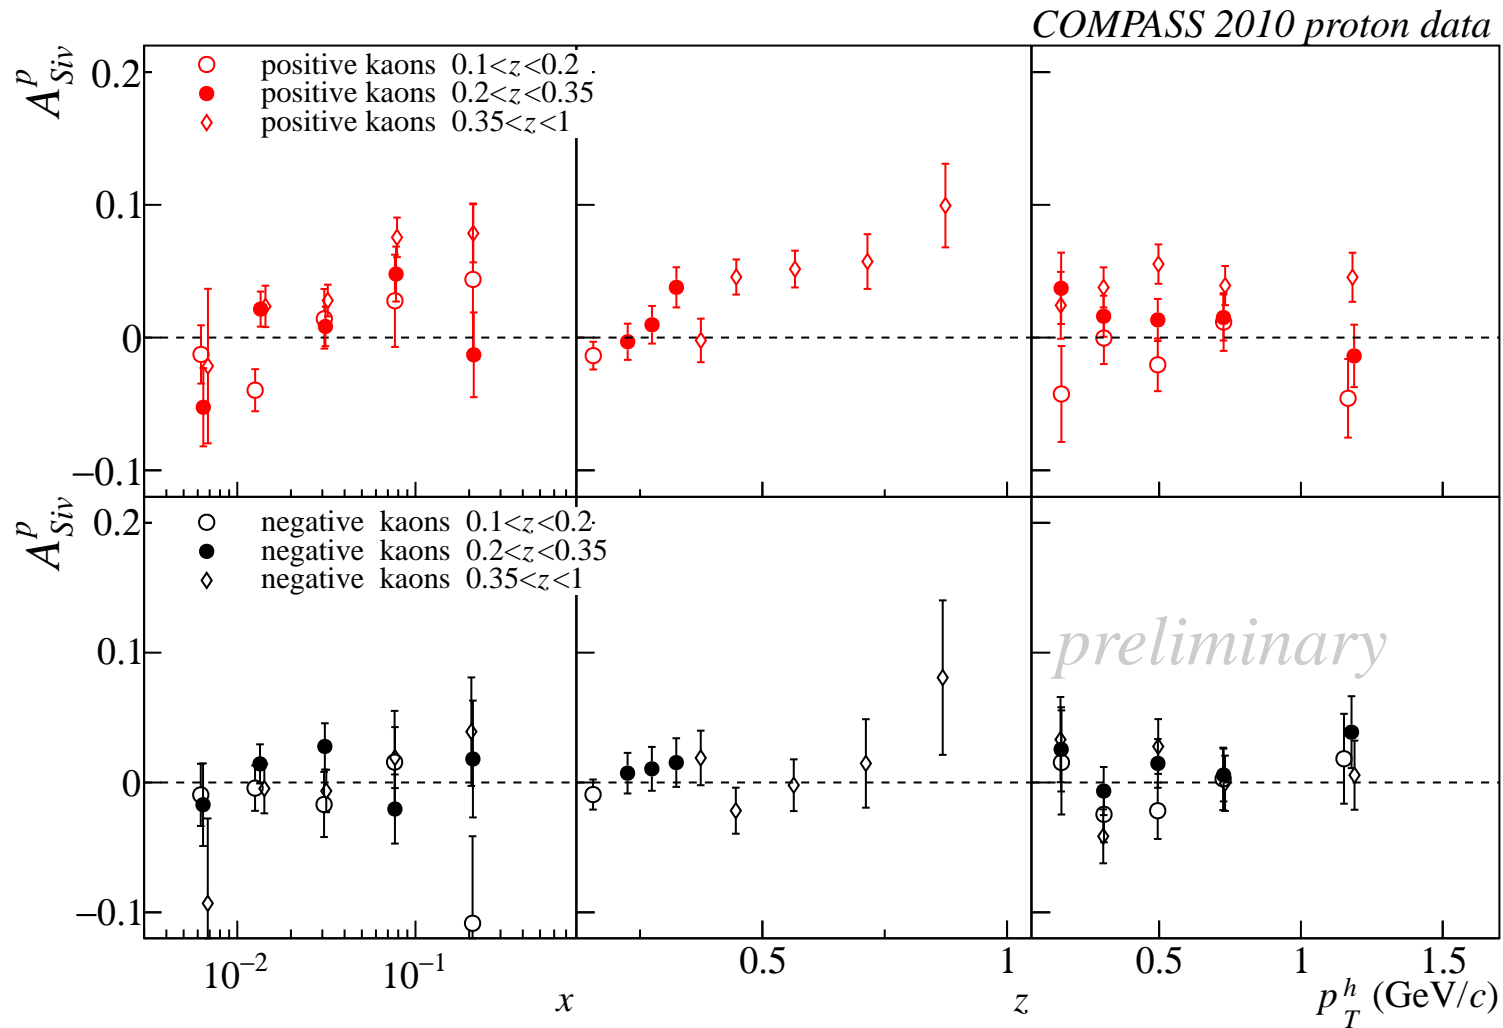 COMPASS 2010 proton data
A^p_Siv
0.2
0.1
0
−0.1
positive kaons 0.1<z<0.2
positive kaons 0.2<z<0.35
positive kaons 0.35<z<1
A^p_Siv
0.2
0.1
0
−0.1
negative kaons 0.1<z<0.2
negative kaons 0.2<z<0.35
negative kaons 0.35<z<1
preliminary
10^−2 10^−1 0.5 1 0.5 1 1.5
x z p_T^h (GeV/c)